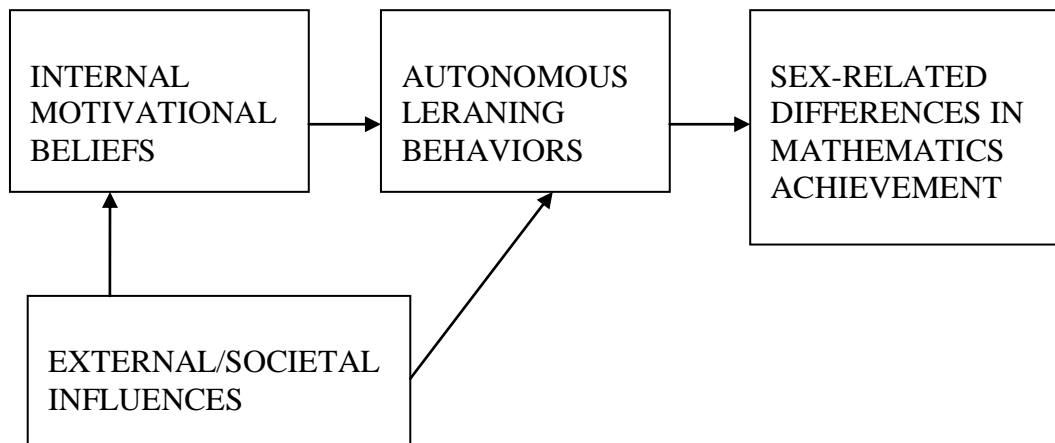 INTERNAL
MOTIVATIONAL
BELIEFS
AUTONOMOUS
LERANING
BEHAVIORS
SEX-RELATED
DIFFERENCES IN
MATHEMATICS
ACHIEVEMENT
EXTERNAL/SOCIETAL
INFLUENCES